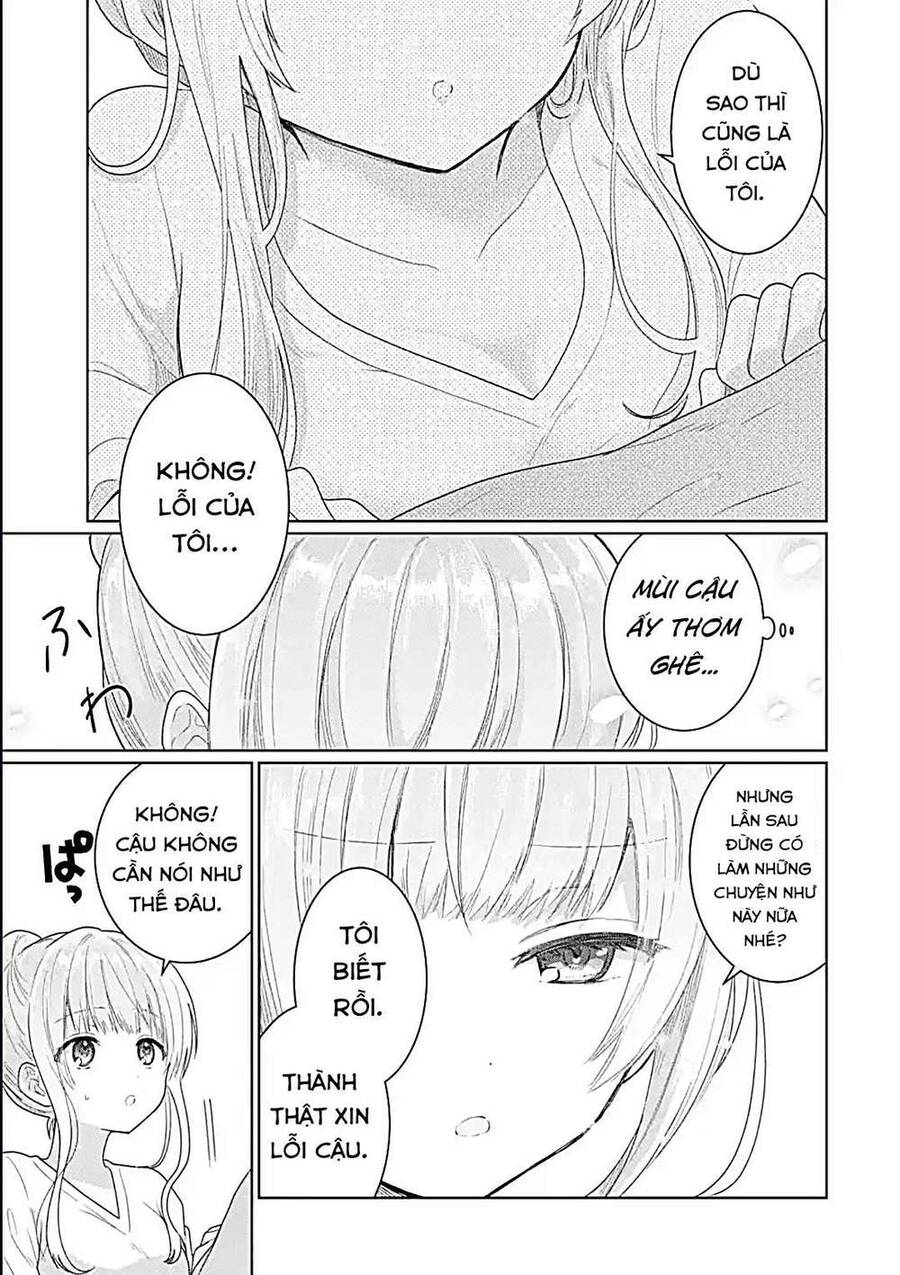 DÙ
SAO THÌ
CŨNG LÀ
LỖI CỦA
TÔI.
KHÔNG!
LỖI CỦA
TÔI...
MÙI CẬU
ẤY THƠM
GHÊ...
ふ
わ
NHƯNG
LẦN SAU
ĐỪNG CÓ
LÀM NHỮNG
CHUYỆN NHƯ
NÀY NỮA
NHÉ?
TÔI
BIẾT
RỒI.
THÀNH
THẬT XIN
LỖI CẬU.
KHÔNG!
CẬU KHÔNG
CẦN NÓI NHƯ
THẾ ĐÂU.
ぱっ